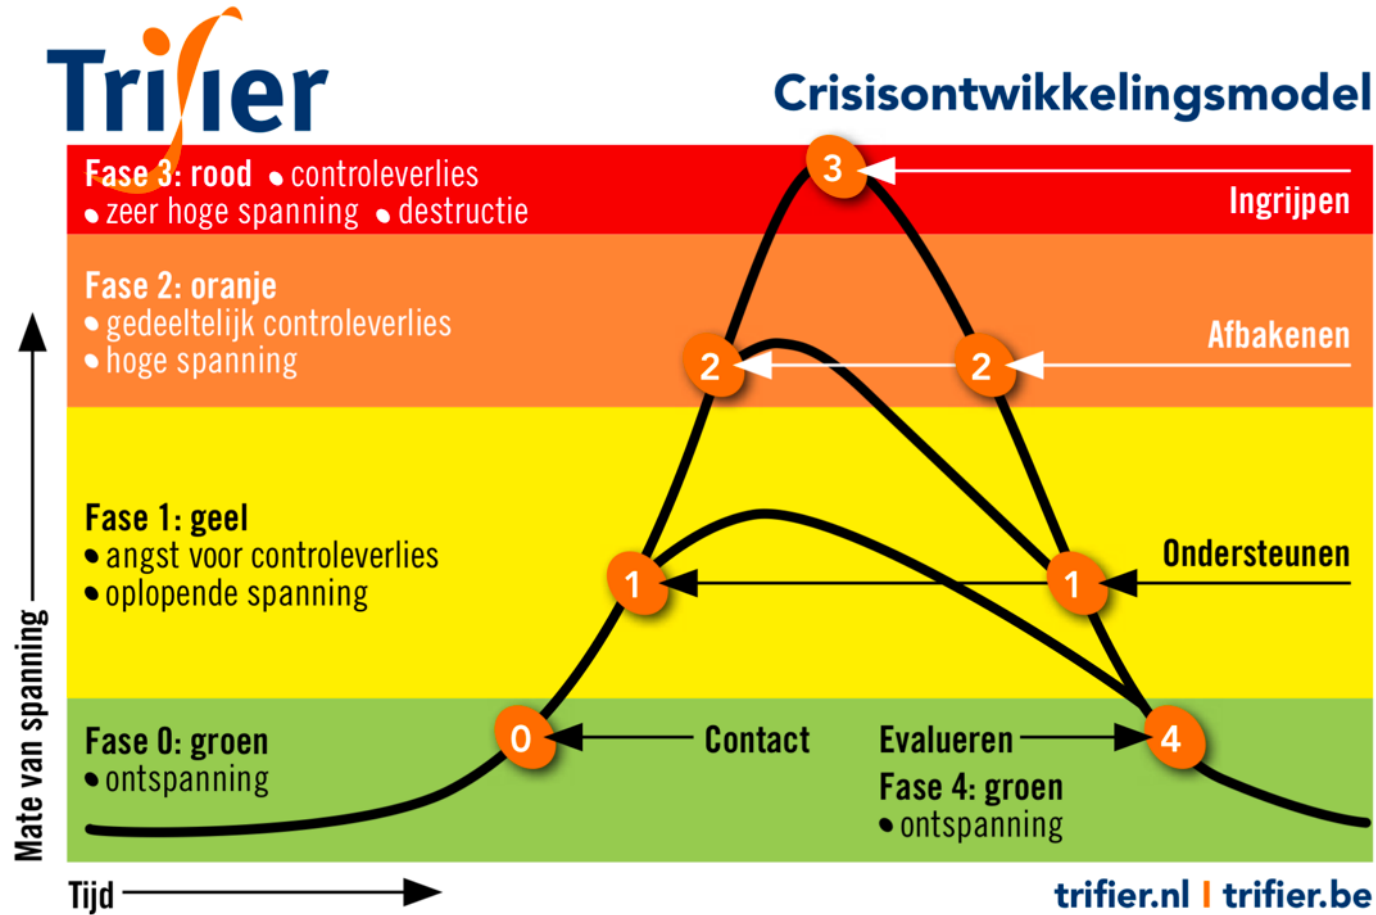 Trifier
Crisisontwikkelingsmodel
Fase 3: rood • controleverlies
• zeer hoge spanning • destructie
3
Ingrijpen
Fase 2: oranje
• gedeeltelijk controleverlies
• hoge spanning
2
2
Afbakenen
Fase 1: geel
• angst voor controleverlies
• oplopende spanning
1
1
Ondersteunen
Fase 0: groen
• ontspanning
0
Contact
Evalueren
4
Fase 4: groen
• ontspanning
Mate van spanning
Tijd
trifier.nl | trifier.be